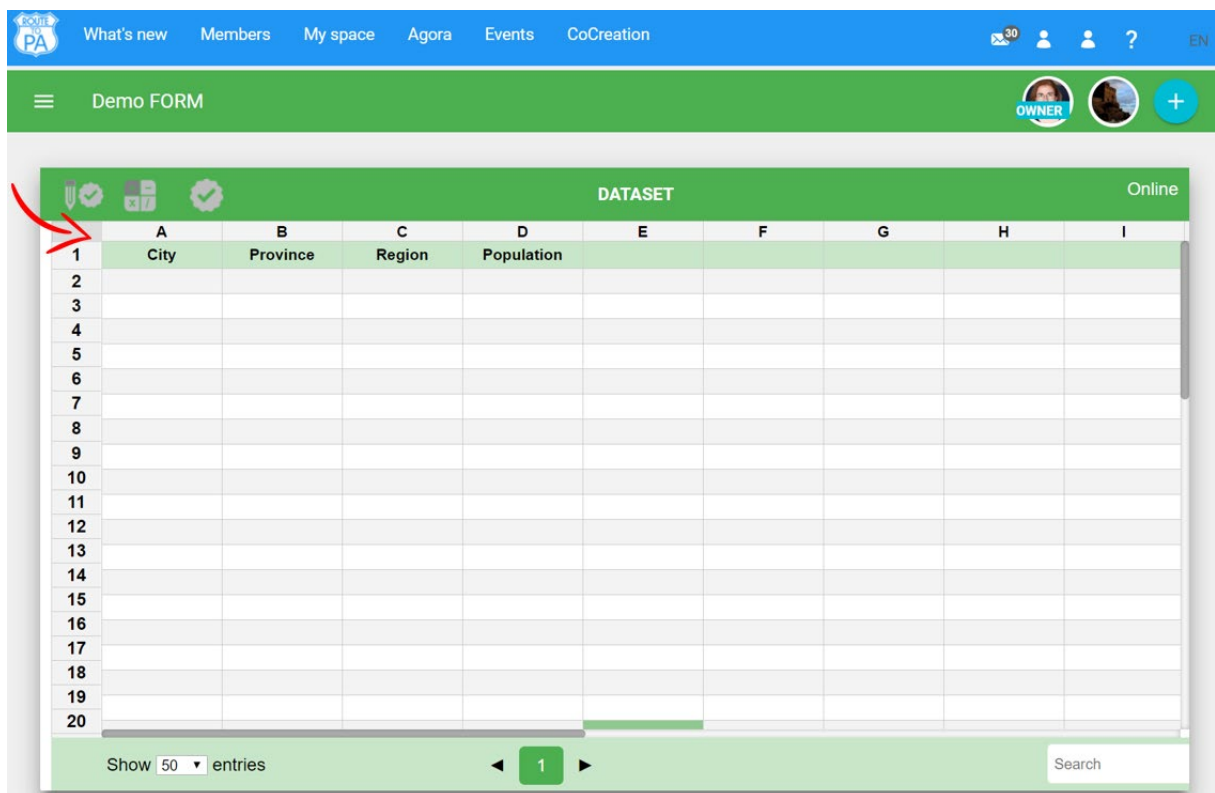 ROUTE
TO
PA
What's new Members My space Agora Events CoCreation 30 ? EN
Demo FORM OWNER +
DATASET Online
A B C D E F G H I
1 City Province Region Population
2
3
4
5
6
7
8
9
10
11
12
13
14
15
16
17
18
19
20
Show 50 entries 1 Search